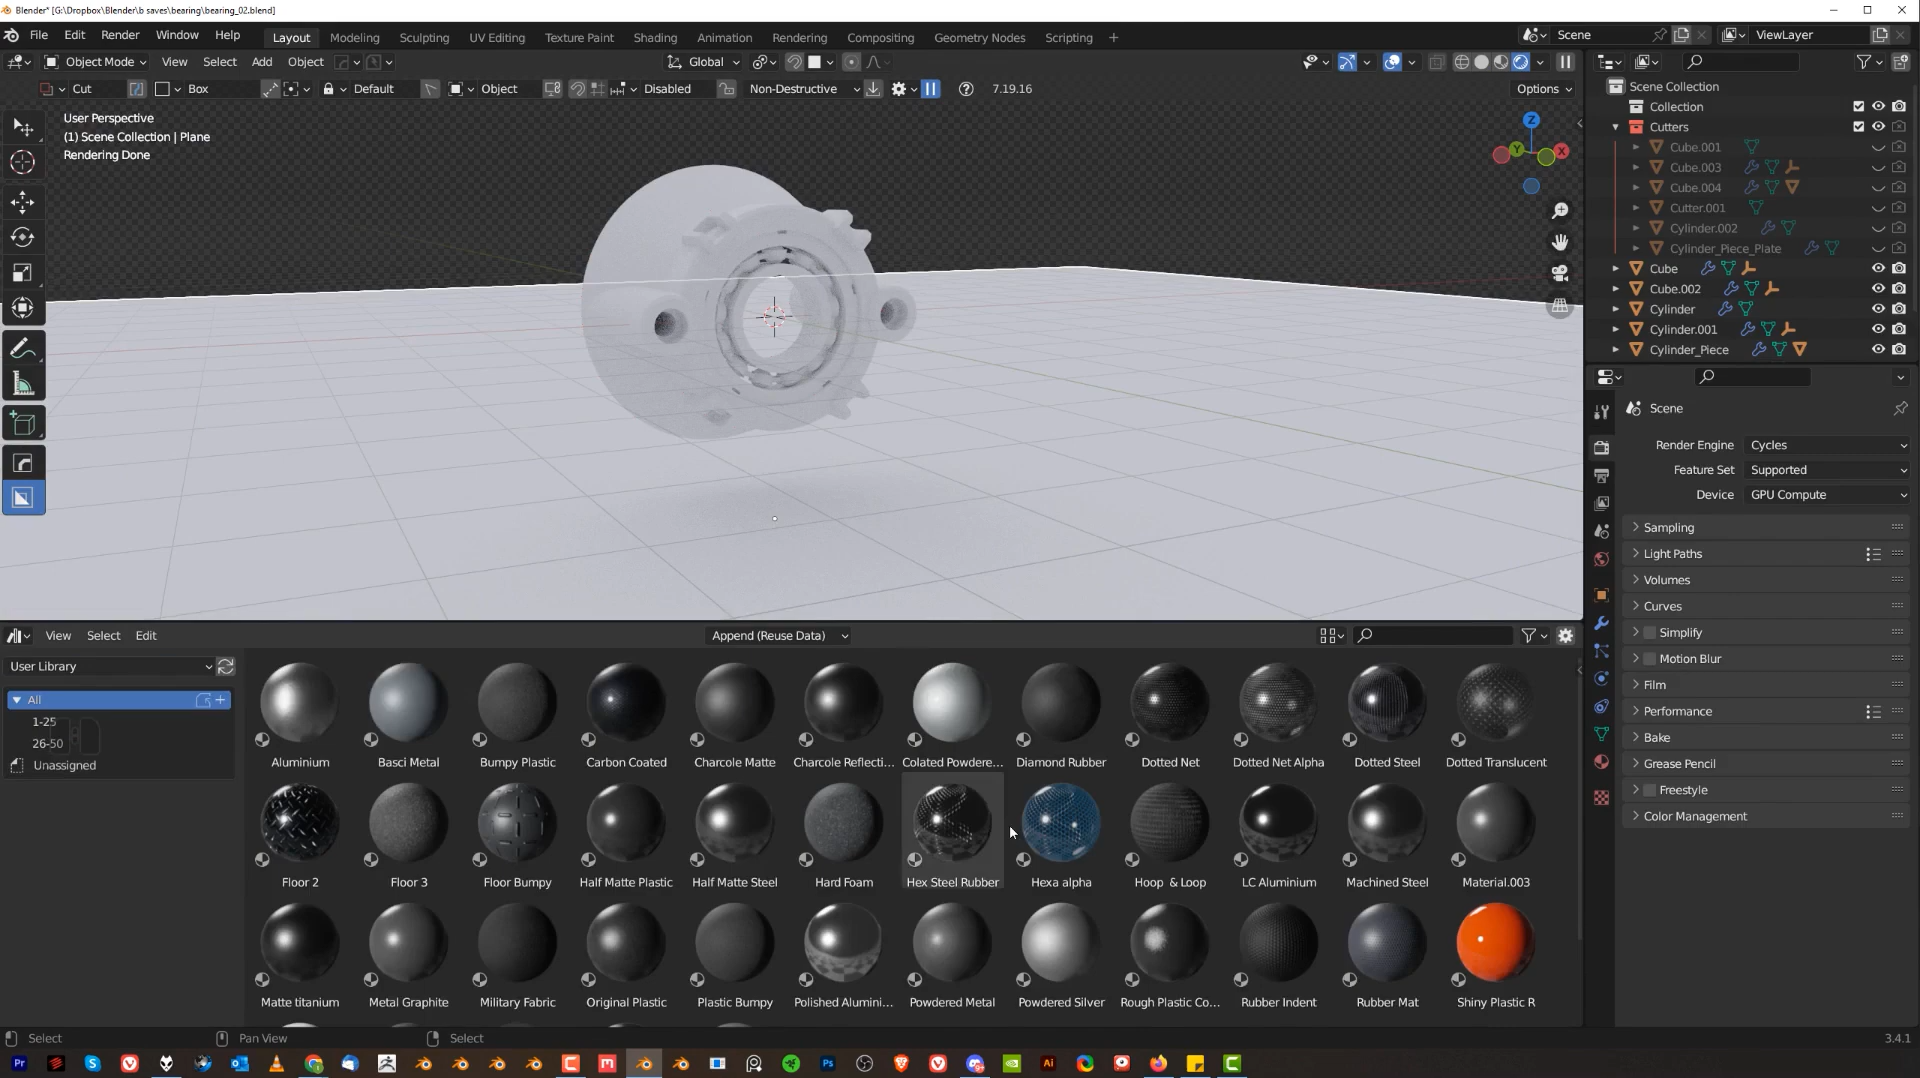 Blender* [G:\Dropbox\Blender\b saves\bearing\bearing_02.blend]
File Edit Render Window Help Layout Modeling Sculpting UV Editing Texture Paint Shading Animation Rendering Compositing Geometry Nodes Scripting + Scene ViewLayer
Object Mode View Select Add Object Global
Cut Box Default Object Disabled Non-Destructive 7.19.16 Options
User Perspective
(1) Scene Collection | Plane
Rendering Done
Z
Y
X
Scene Collection
Collection
Cutters
Cube.001
Cube.003
Cube.004
Cutter.001
Cylinder.002
Cylinder_Piece_Plate
Cube
Cube.002
Cylinder
Cylinder.001
Cylinder_Piece
Scene
Render Engine Cycles
Feature Set Supported
Device GPU Compute
Sampling
Light Paths
Volumes
Curves
Simplify
Motion Blur
Film
Performance
Bake
Grease Pencil
Freestyle
Color Management
View Select Edit Append (Reuse Data)
User Library
All
1-25
26-50
Unassigned
Aluminium Basci Metal Bumpy Plastic Carbon Coated Charcole Matte Charcole Reflecti... Colated Powdere... Diamond Rubber Dotted Net Dotted Net Alpha Dotted Steel Dotted Translucent
Floor 2 Floor 3 Floor Bumpy Half Matte Plastic Half Matte Steel Hard Foam Hex Steel Rubber Hexa alpha Hoop & Loop LC Aluminium Machined Steel Material.003
Matte titanium Metal Graphite Military Fabric Original Plastic Plastic Bumpy Polished Alumini... Powdered Metal Powdered Silver Rough Plastic Co... Rubber Indent Rubber Mat Shiny Plastic R
Select Pan View Select 3.4.1
Pr S M Ps Ai